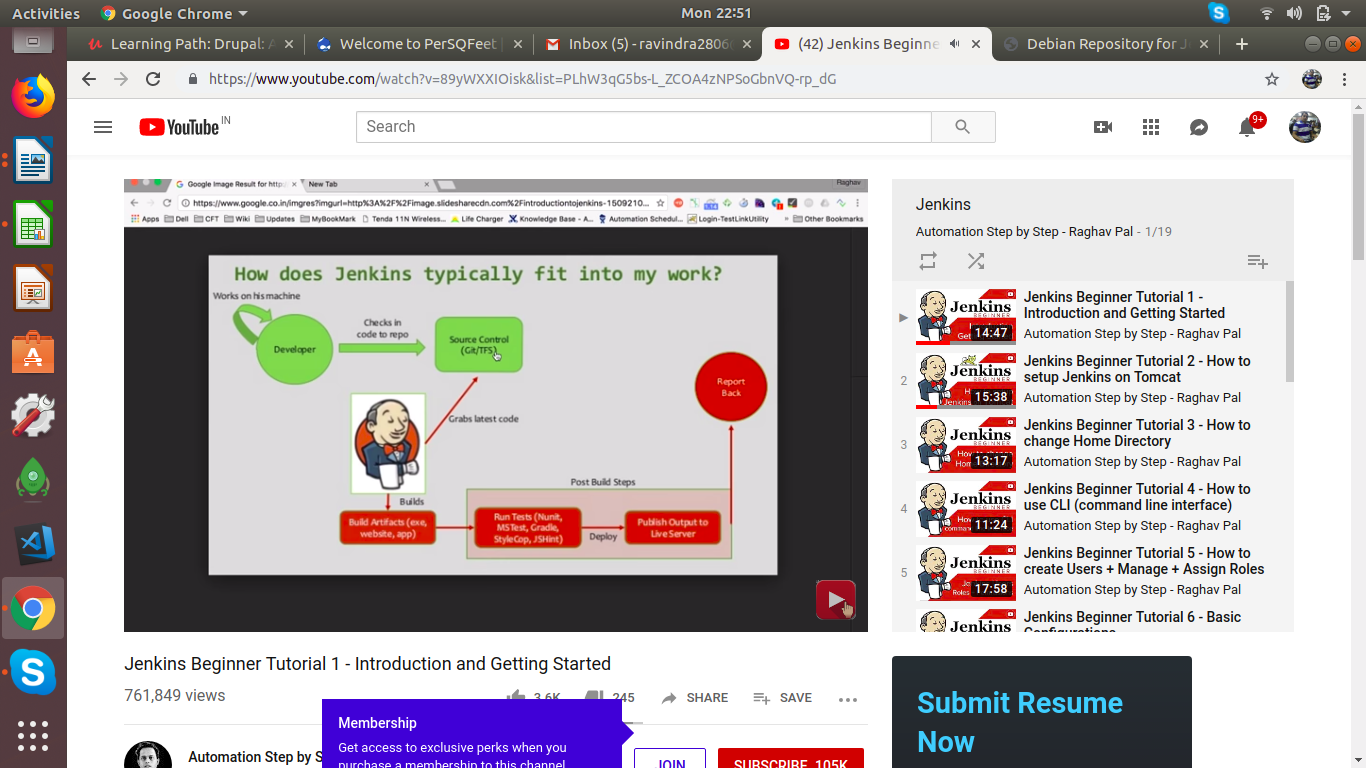 Activities
Google Chrome
Mon 22:51
Learning Path: Drupal: A
Welcome to PerSQFeet |
Inbox (5) - ravindra2806
(42) Jenkins Beginne
Debian Repository for J
https://www.youtube.com/watch?v=89yWXXIOisk&list=PLhW3qG5bs-L_ZCOA4zNPSoGbnVQ-rp_dG
YouTube IN
Search
9+
Google Image Result for http:
New Tab
Raghav
https://www.google.co.in/imgres?imgurl=http%3A%2F%2Fimage.slidesharecdn.com%2Fintroductiontojenkins-1509210...
Apps
Dell
CFT
Wiki
Updates
MyBookMark
Tenda 11N Wireless...
Life Charger
Knowledge Base - A...
Automation Schedul...
Login-TestLinkUtility
» Other Bookmarks
How does Jenkins typically fit into my work?
Works on his machine
Developer
Checks in
code to repo
Source Control
(Git/TFS)
Grabs latest code
Report
Back
Builds
Post Build Steps
Build Artifacts (exe,
website, app)
Run Tests (Nunit,
MSTest, Gradle,
StyleCop, JSHint)
Deploy
Publish Output to
Live Server
Jenkins Beginner Tutorial 1 - Introduction and Getting Started
761,849 views
3.6K
245
SHARE
SAVE
Membership
Get access to exclusive perks when you
purchase a membership to this channel
Automation Step by S
JOIN
SUBSCRIBE 105K
Jenkins
Automation Step by Step - Raghav Pal - 1/19
Jenkins
BEGINNER
14:47
Jenkins Beginner Tutorial 1 -
Introduction and Getting Started
Automation Step by Step - Raghav Pal
2
Jenkins
15:38
Jenkins Beginner Tutorial 2 - How to
setup Jenkins on Tomcat
Automation Step by Step - Raghav Pal
3
Jenkins
BEGINNER
13:17
Jenkins Beginner Tutorial 3 - How to
change Home Directory
Automation Step by Step - Raghav Pal
4
Jenkins
BEGINNER
11:24
Jenkins Beginner Tutorial 4 - How to
use CLI (command line interface)
Automation Step by Step - Raghav Pal
5
Jenkins
BEGINNER
17:58
Jenkins Beginner Tutorial 5 - How to
create Users + Manage + Assign Roles
Automation Step by Step - Raghav Pal
Jenkins
Jenkins Beginner Tutorial 6 - Basic
Configurations
Submit Resume
Now